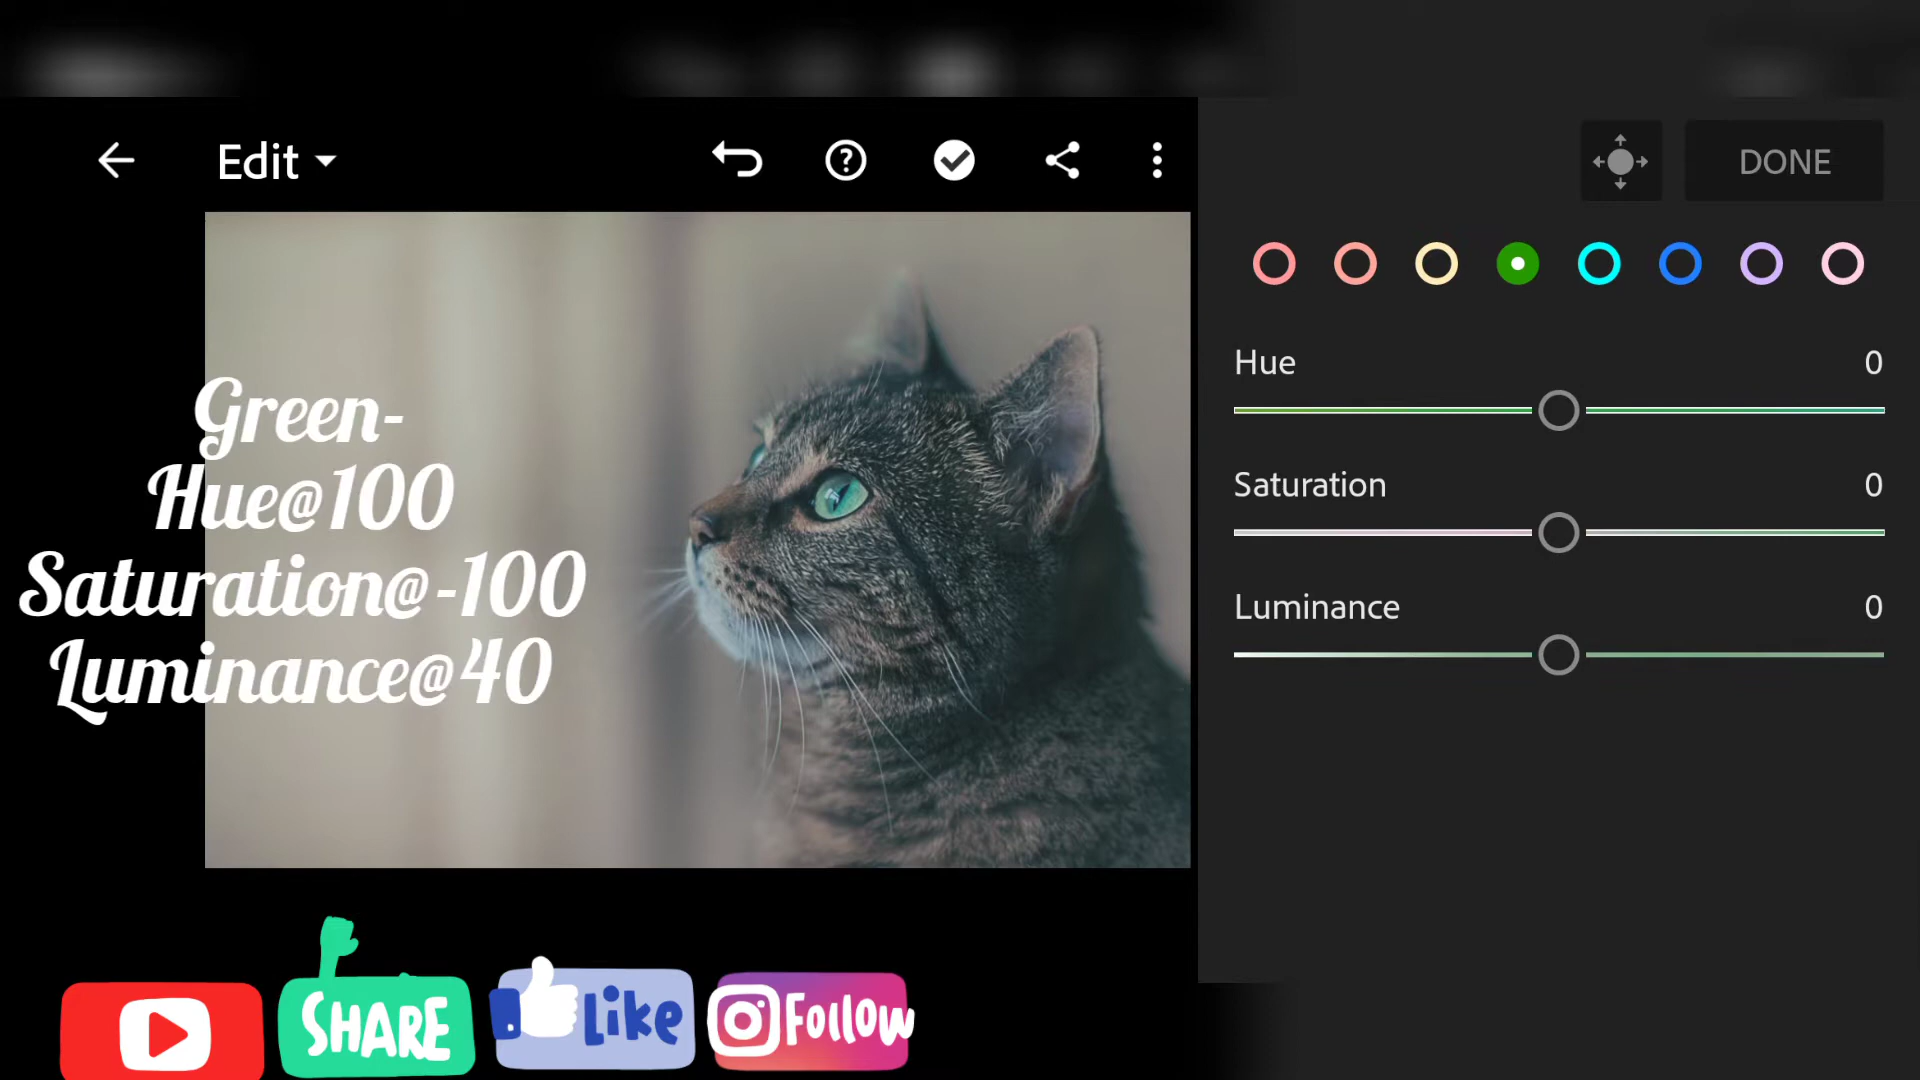 Edit
DONE
Hue 0
Saturation 0
Luminance 0
Green-
Hue@100
Saturation@-100
Luminance@40
SHARE
Like
Follow